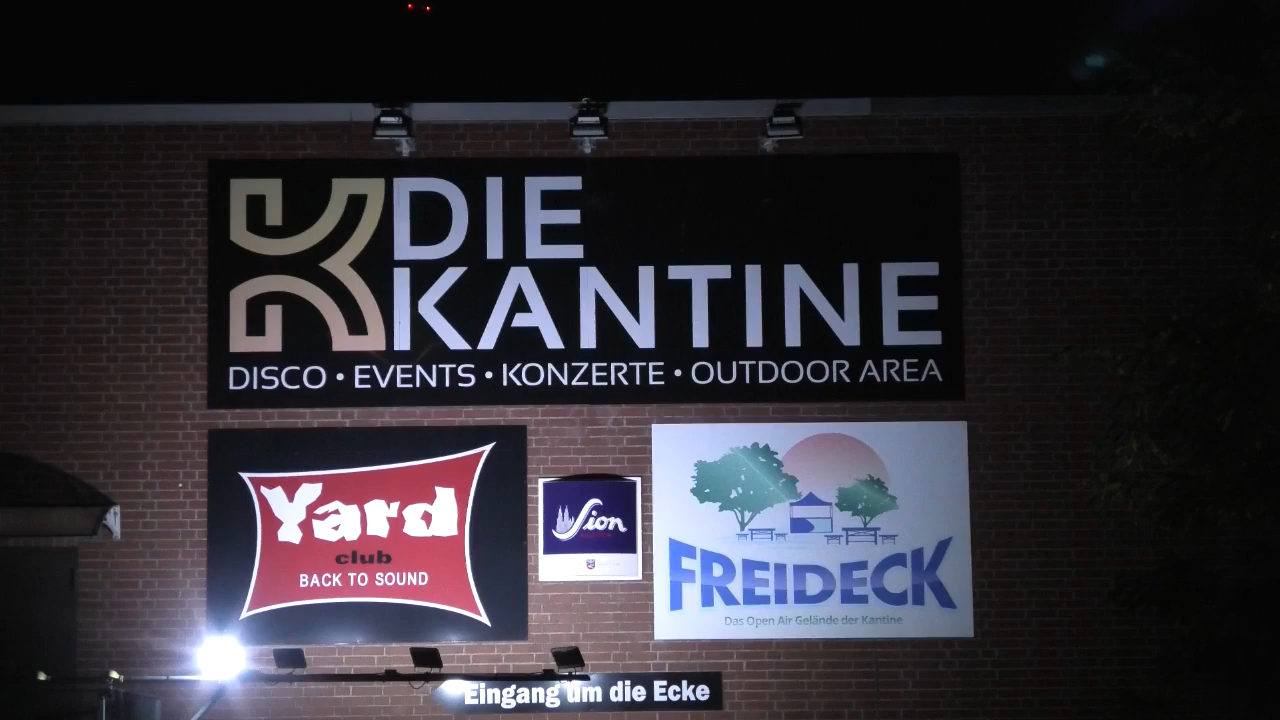 DIE
KANTINE
DISCO • EVENTS • KONZERTE • OUTDOOR AREA
Yard
club
BACK TO SOUND
Sion
FREIDECK
Das Open Air Gelände der Kantine
Eingang um die Ecke